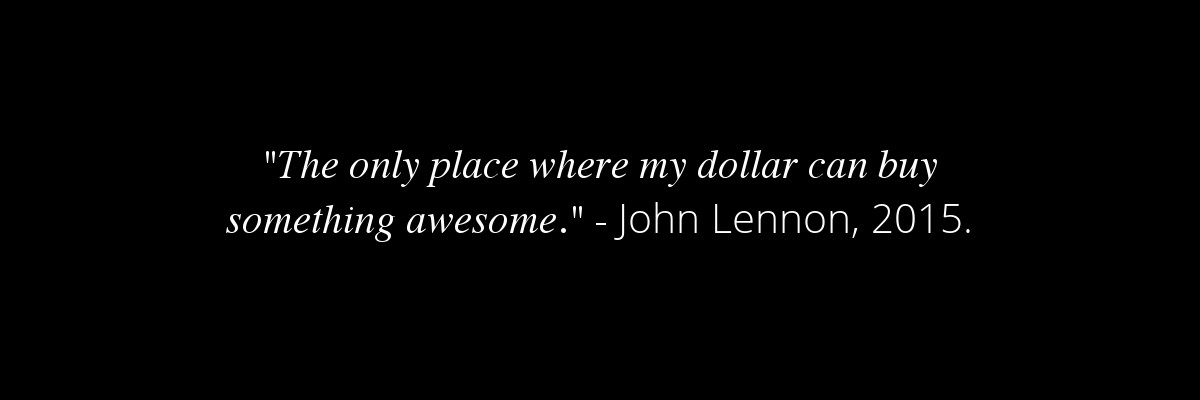 "The only place where my dollar can buy
something awesome." - John Lennon, 2015.